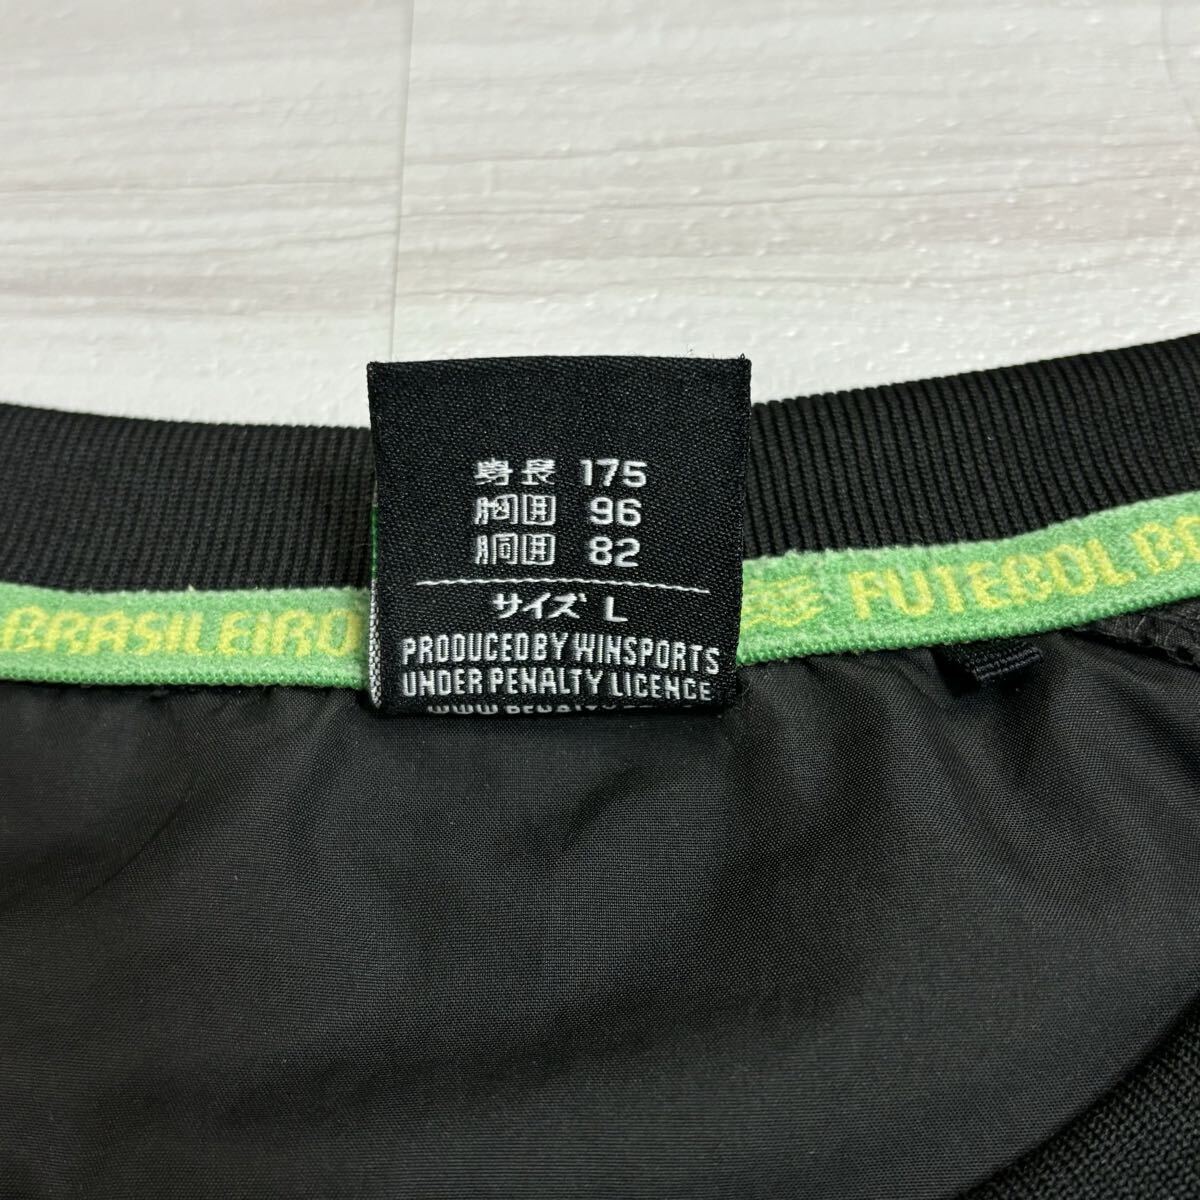 身長 175
胸囲 96
胴囲 82
サイズ L
PRODUCED BY WINSPORTS
UNDER PENALTY LICENCE
BRASILEIRO
FUTEBOL